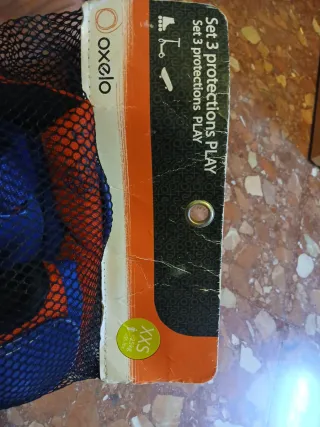 oxelo
Set 3 protections PLAY
Set 3 protections PLAY
XXS